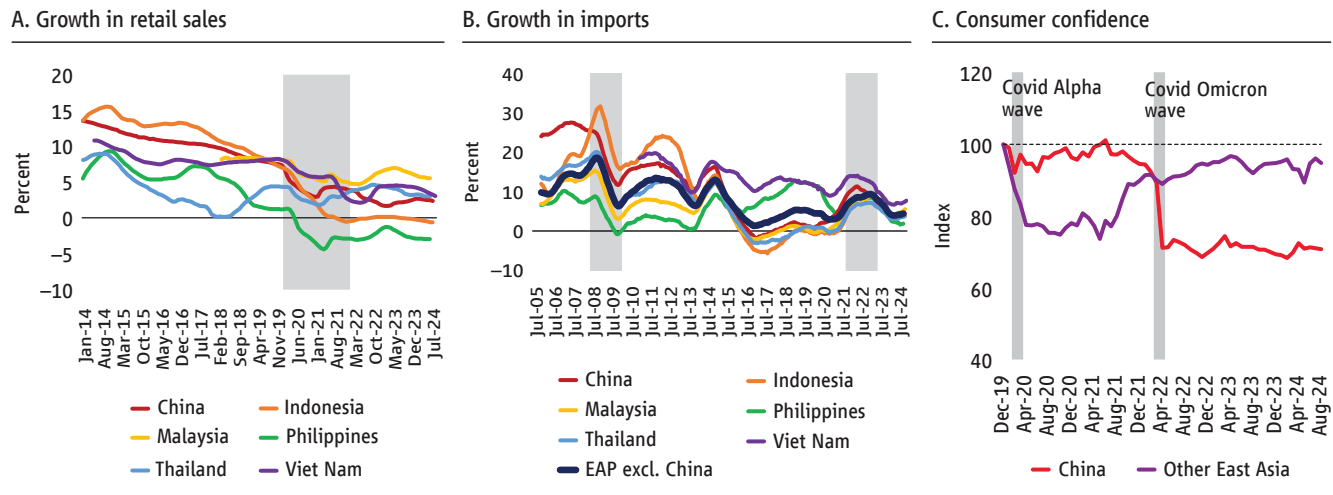 A. Growth in retail sales
Percent
20
15
10
5
0
−5
−10
Jan-14
Aug-14
Mar-15
Oct-15
May-16
Dec-16
Jul-17
Feb-18
Sep-18
Apr-19
Nov-19
Jun-20
Jan-21
Aug-21
Mar-22
Oct-22
May-23
Dec-23
Jul-24
China
Indonesia
Malaysia
Philippines
Thailand
Viet Nam
B. Growth in imports
Percent
40
30
20
10
0
−10
Jul-05
Jul-06
Jul-07
Jul-08
Jul-09
Jul-10
Jul-11
Jul-12
Jul-13
Jul-14
Jul-15
Jul-16
Jul-17
Jul-18
Jul-19
Jul-20
Jul-21
Jul-22
Jul-23
Jul-24
China
Indonesia
Malaysia
Philippines
Thailand
Viet Nam
EAP excl. China
C. Consumer confidence
Index
120
100
80
60
40
Covid Alpha
wave
Covid Omicron
wave
Dec-19
Apr-20
Aug-20
Dec-20
Apr-21
Aug-21
Dec-21
Apr-22
Aug-22
Dec-22
Apr-23
Aug-23
Dec-23
Apr-24
Aug-24
China
Other East Asia